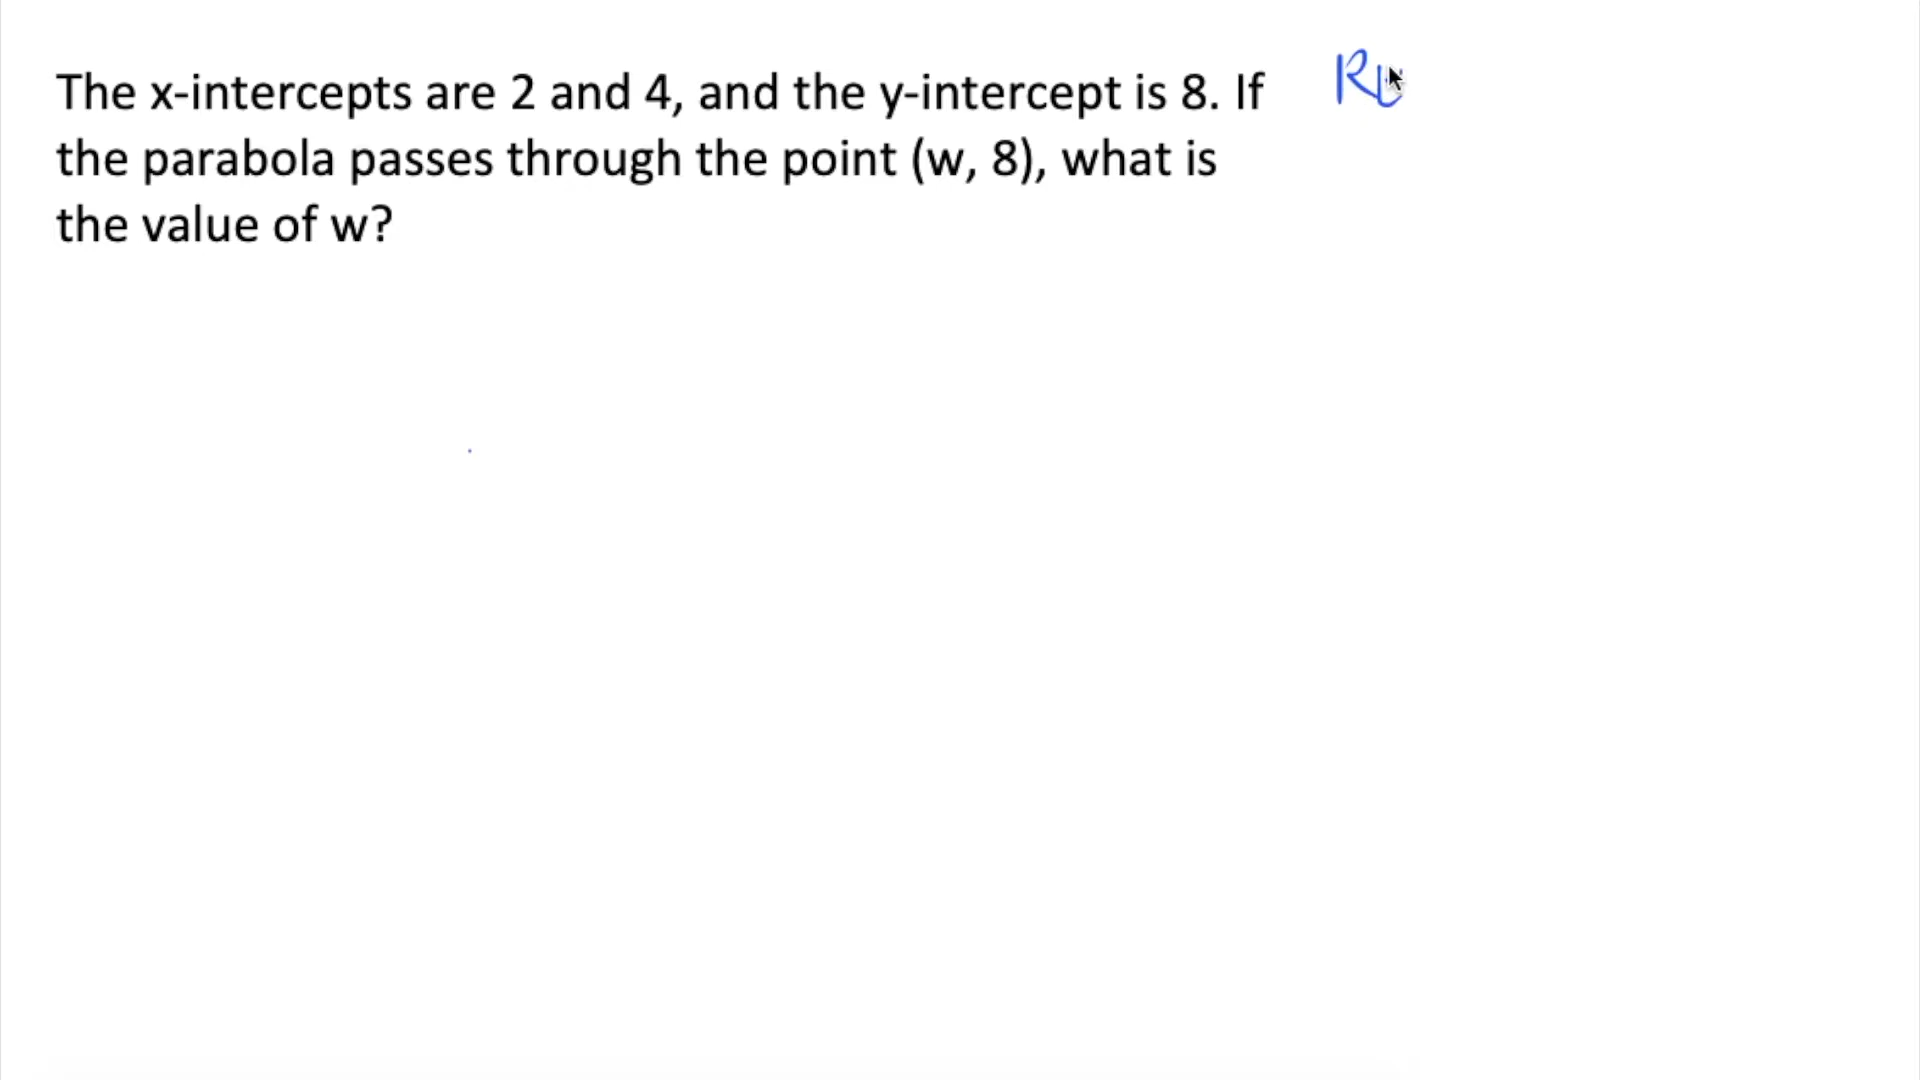 The x-intercepts are 2 and 4, and the y-intercept is 8. If
the parabola passes through the point (w, 8), what is
the value of w?